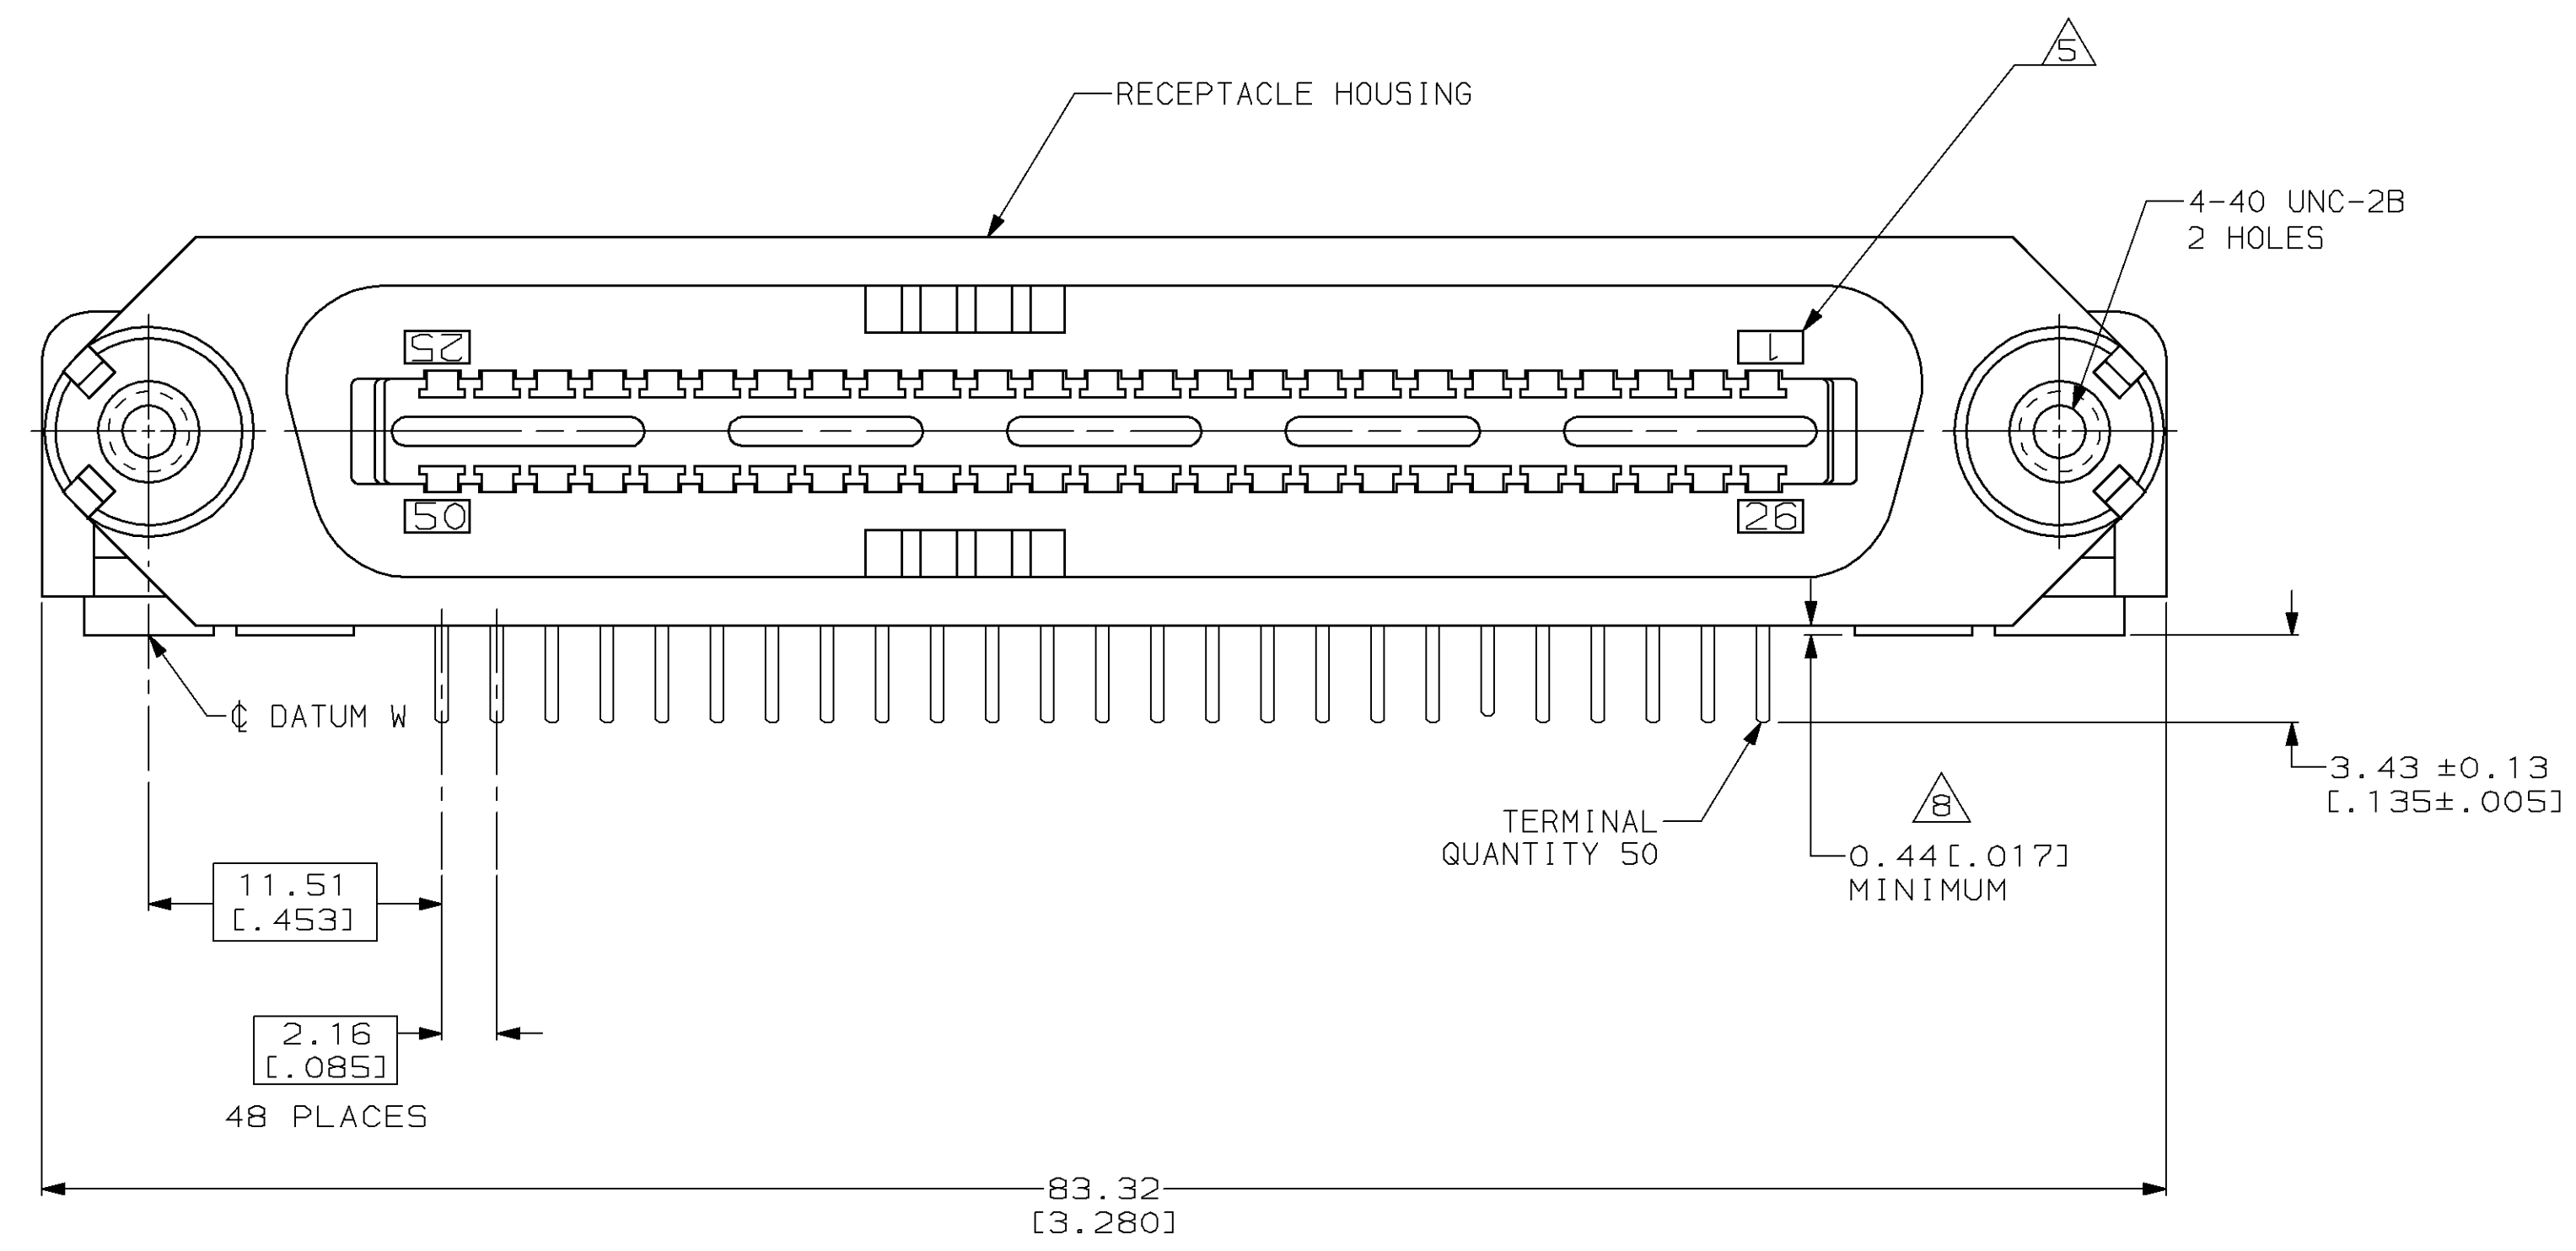 5
RECEPTACLE HOUSING
4-40 UNC-2B
2 HOLES
25
1
50
26
℄ DATUM W
3.43 ±0.13
[.135±.005]
8
TERMINAL
QUANTITY 50
0.44[.017]
MINIMUM
11.51
[.453]
2.16
[.085]
48 PLACES
83.32
[3.280]